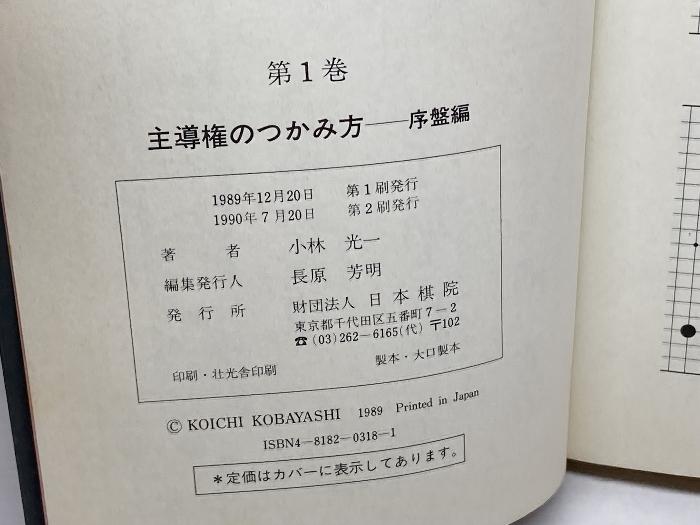 第1巻
主導権のつかみ方——序盤編
1989年12月20日 第1刷発行
1990年7月20日 第2刷発行
著者 小林 光一
編集発行人 長原 芳明
発行所 財団法人 日本棋院
東京都千代田区五番町7−2
☎(03)262−6165(代) 〒102
印刷・壮光舎印刷 製本・大口製本
© KOICHI KOBAYASHI 1989 Printed in Japan
ISBN4−8182−0318−1
*定価はカバーに表示してあります。